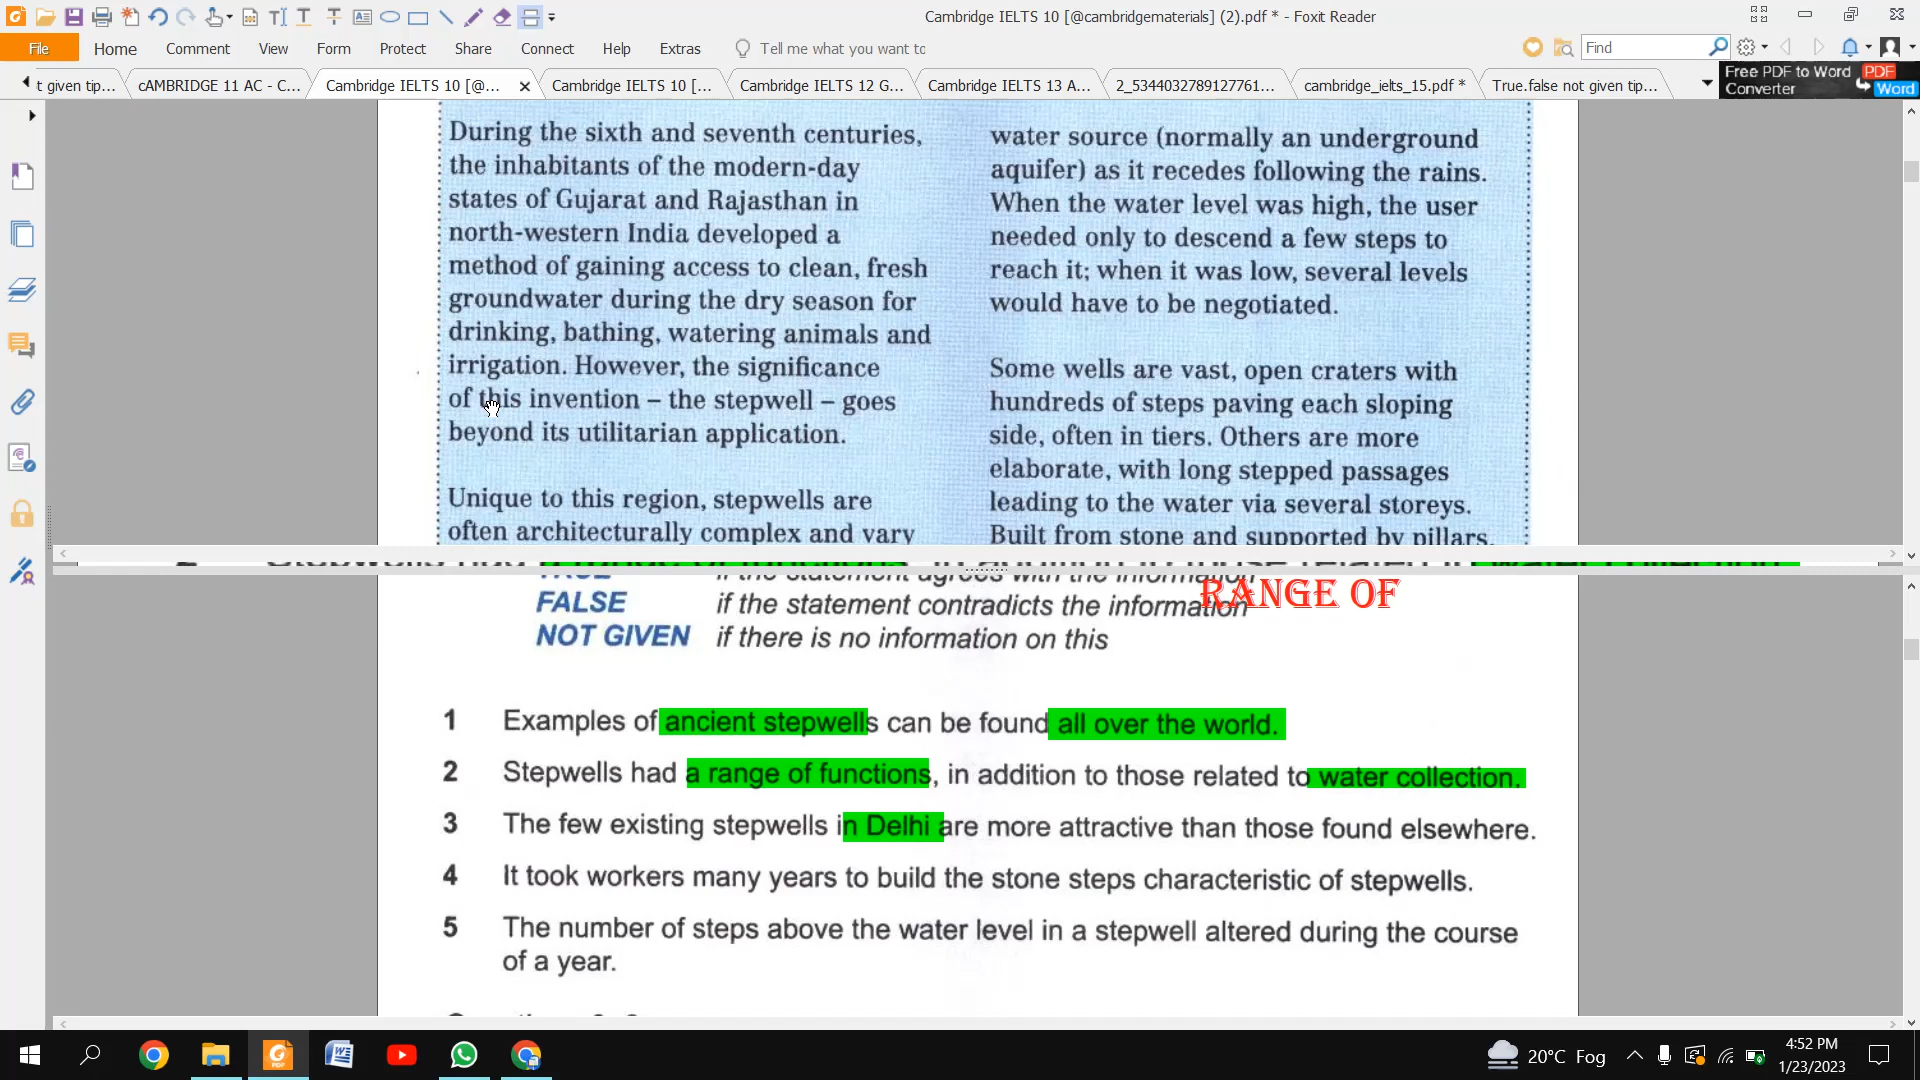 Cambridge IELTS 10 [@cambridgematerials] (2).pdf * - Foxit Reader
File Home Comment View Form Protect Share Connect Help Extras Tell me what you want to Find
t given tip... cAMBRIDGE 11 AC - C... Cambridge IELTS 10 [@... Cambridge IELTS 10 [... Cambridge IELTS 12 G... Cambridge IELTS 13 A... 2_5344032789127761... cambridge_ielts_15.pdf * True.false not given tip...
Free PDF to Word
Converter
PDF
Word
During the sixth and seventh centuries,
the inhabitants of the modern-day
states of Gujarat and Rajasthan in
north-western India developed a
method of gaining access to clean, fresh
groundwater during the dry season for
drinking, bathing, watering animals and
irrigation. However, the significance
of this invention – the stepwell – goes
beyond its utilitarian application.
Unique to this region, stepwells are
often architecturally complex and vary
water source (normally an underground
aquifer) as it recedes following the rains.
When the water level was high, the user
needed only to descend a few steps to
reach it; when it was low, several levels
would have to be negotiated.
Some wells are vast, open craters with
hundreds of steps paving each sloping
side, often in tiers. Others are more
elaborate, with long stepped passages
leading to the water via several storeys.
Built from stone and supported by pillars,
TRUE if the statement agrees with the information
RANGE OF
FALSE if the statement contradicts the information
NOT GIVEN if there is no information on this
1 Examples of ancient stepwells can be found all over the world.
2 Stepwells had a range of functions, in addition to those related to water collection.
3 The few existing stepwells in Delhi are more attractive than those found elsewhere.
4 It took workers many years to build the stone steps characteristic of stepwells.
5 The number of steps above the water level in a stepwell altered during the course
of a year.
20°C Fog
4:52 PM
1/23/2023